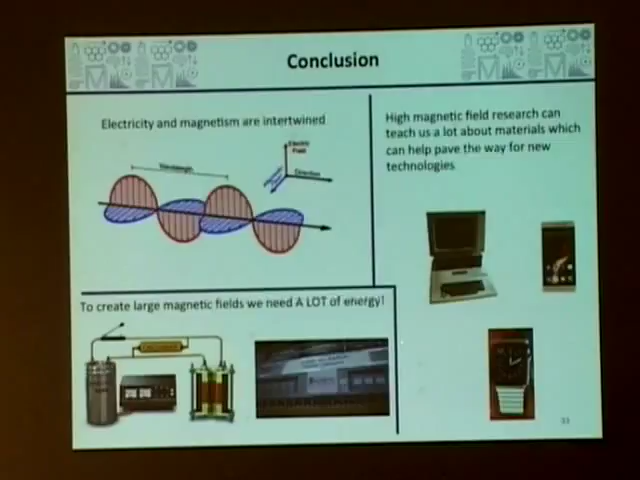 Conclusion
Electricity and magnetism are intertwined
Electric
Field
Wavelength
Direction
High magnetic field research can
teach us a lot about materials which
can help pave the way for new
technologies
To create large magnetic fields we need A LOT of energy!
33